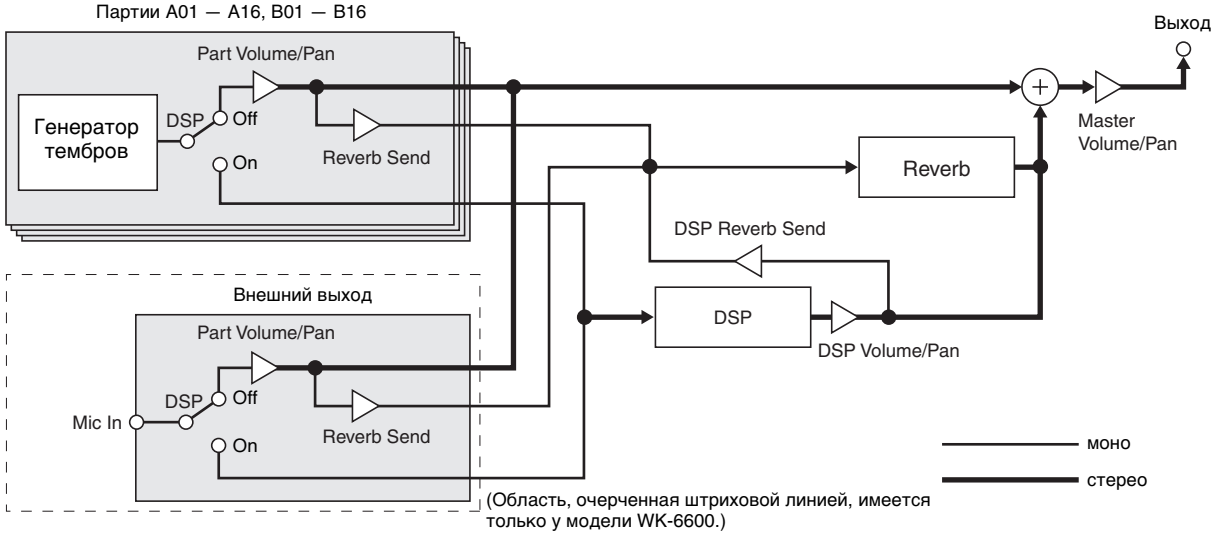 Партии A01 — A16, B01 — B16
Выход
Part Volume/Pan
DSP
Off
Генератор
тембров
Reverb Send
On
+
Master
Volume/Pan
Reverb
DSP Reverb Send
Внешний выход
Part Volume/Pan
DSP
DSP Volume/Pan
DSP
Off
Mic In
Reverb Send
On
моно
стерео
(Область, очерченная штриховой линией, имеется
только у модели WK-6600.)